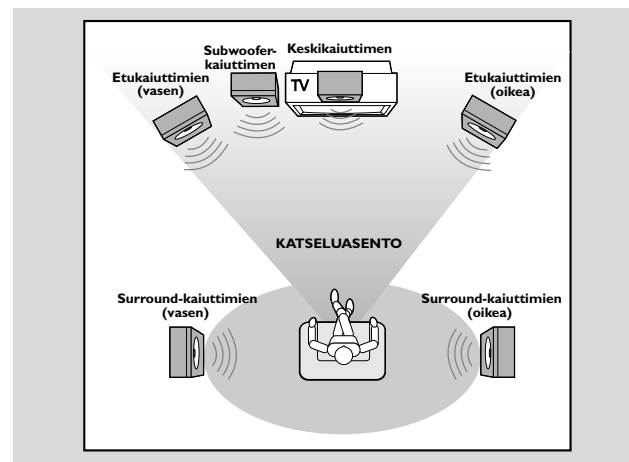 Subwoofer-
kaiuttimen
Keskikaiuttimen
Etukaiuttimien
(vasen)
TV
Etukaiuttimien
(oikea)
KATSELUASENTO
Surround-kaiuttimien
(vasen)
Surround-kaiuttimien
(oikea)